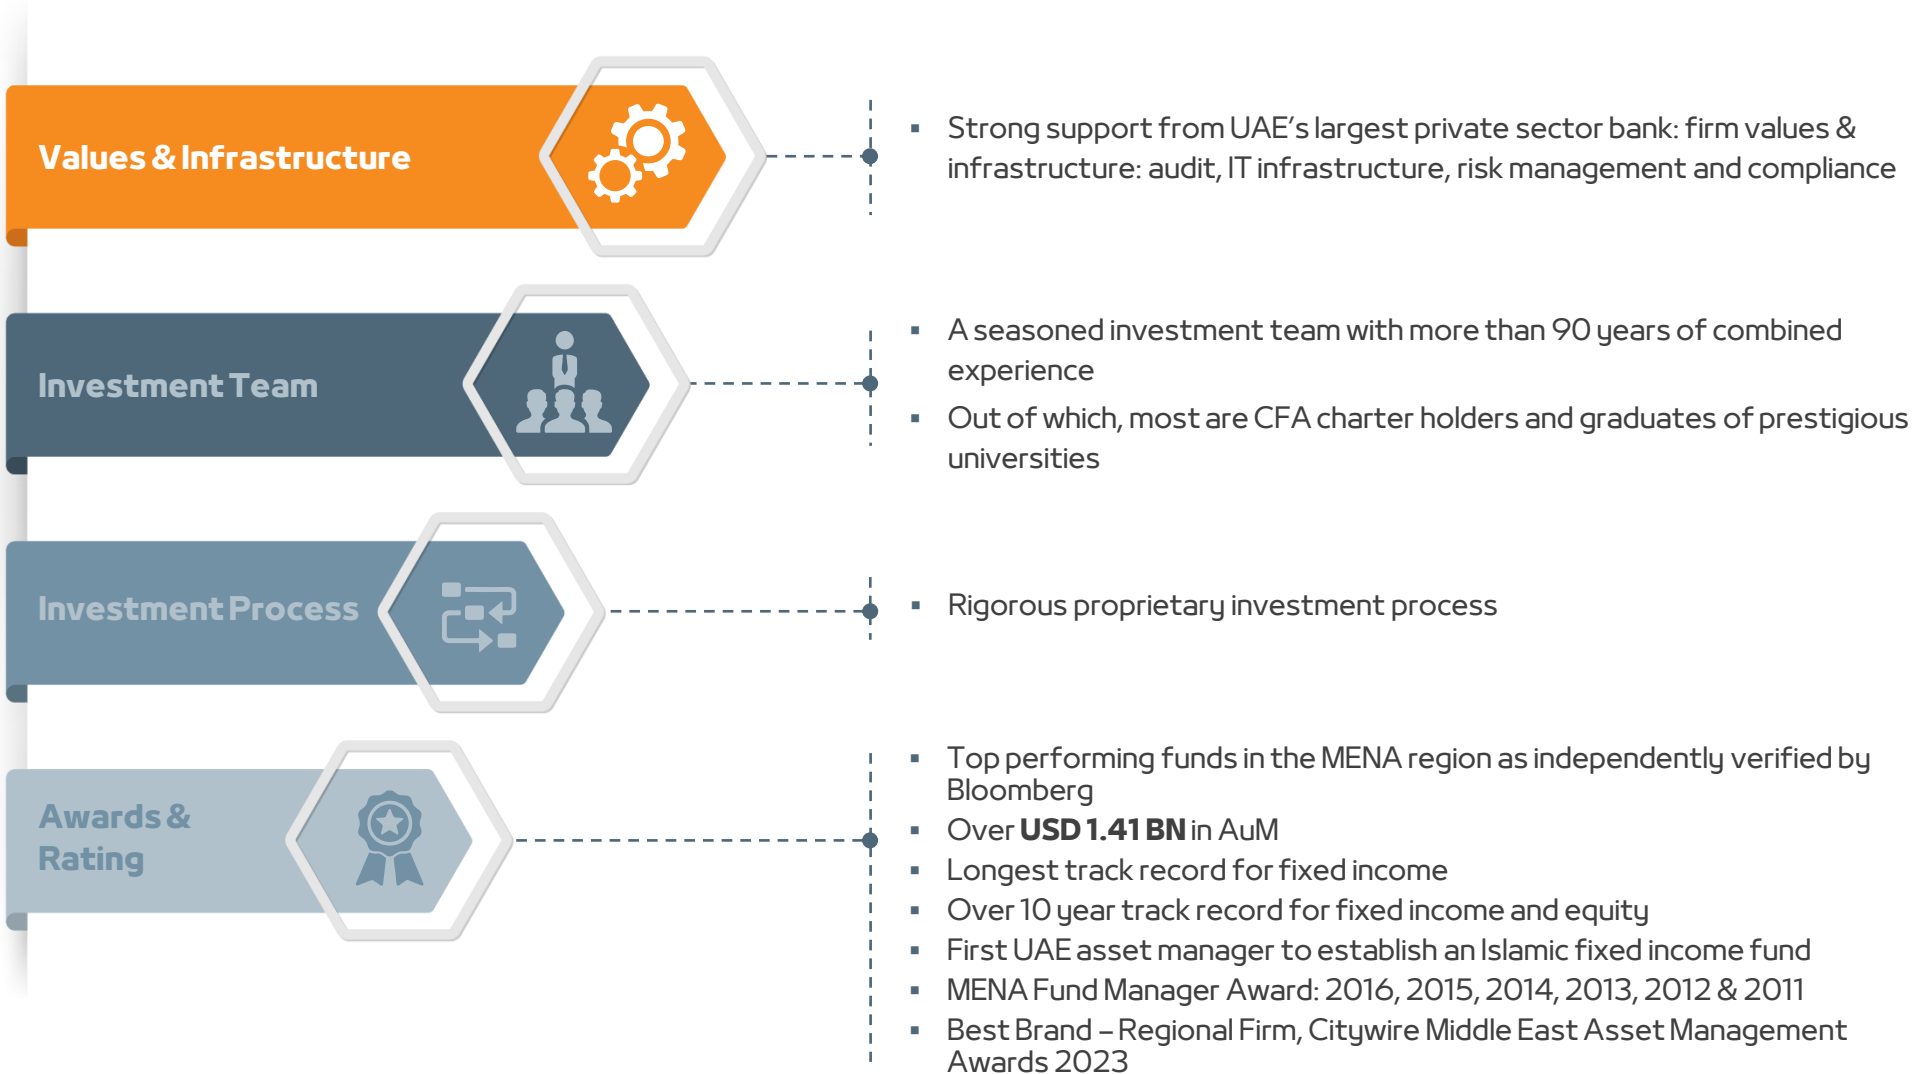 Values & Infrastructure
▪ Strong support from UAE's largest private sector bank: firm values &
infrastructure: audit, IT infrastructure, risk management and compliance
Investment Team
▪ A seasoned investment team with more than 90 years of combined
experience
▪ Out of which, most are CFA charter holders and graduates of prestigious
universities
Investment Process
▪ Rigorous proprietary investment process
Awards &
Rating
▪ Top performing funds in the MENA region as independently verified by
Bloomberg
▪ Over USD 1.41 BN in AuM
▪ Longest track record for fixed income
▪ Over 10 year track record for fixed income and equity
▪ First UAE asset manager to establish an Islamic fixed income fund
▪ MENA Fund Manager Award: 2016, 2015, 2014, 2013, 2012 & 2011
▪ Best Brand – Regional Firm, Citywire Middle East Asset Management
Awards 2023